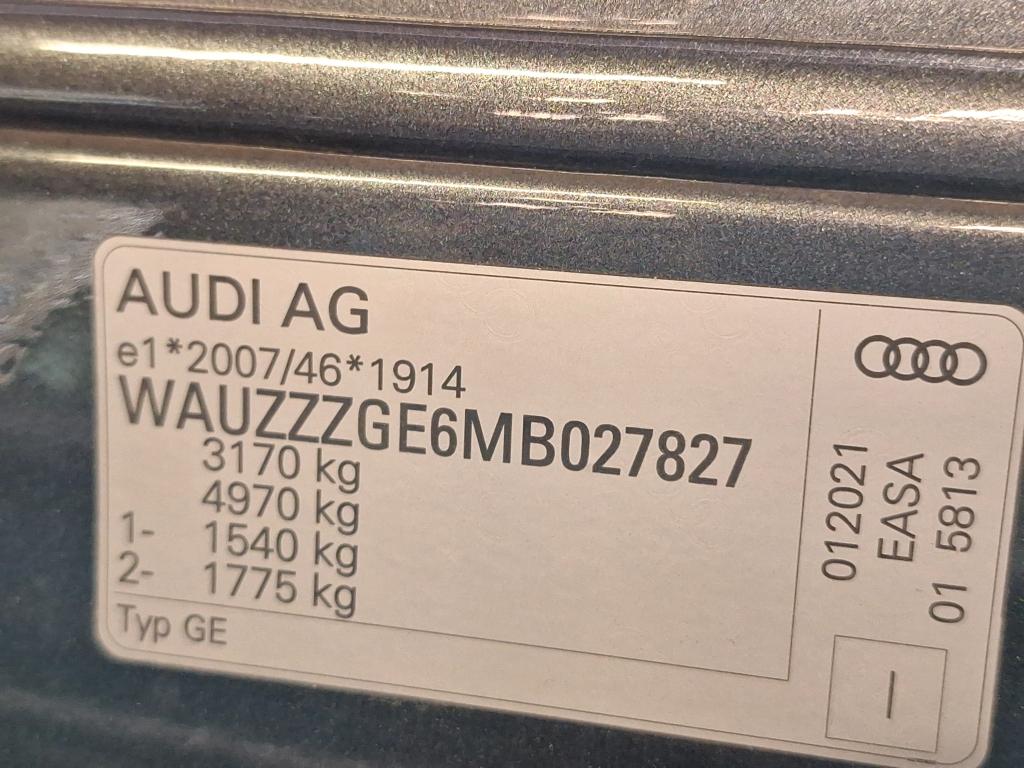 AUDI AG
e1*2007/46*1914
WAUZZZGE6MB027827
3170 kg
4970 kg
1- 1540 kg
2- 1775 kg
Typ GE
012021
EASA
01 5813
—